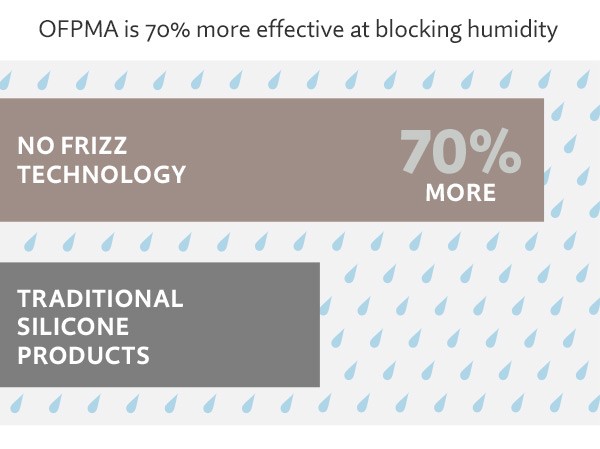 OFPMA is 70% more effective at blocking humidity
NO FRIZZ
TECHNOLOGY
70%
MORE
TRADITIONAL
SILICONE
PRODUCTS